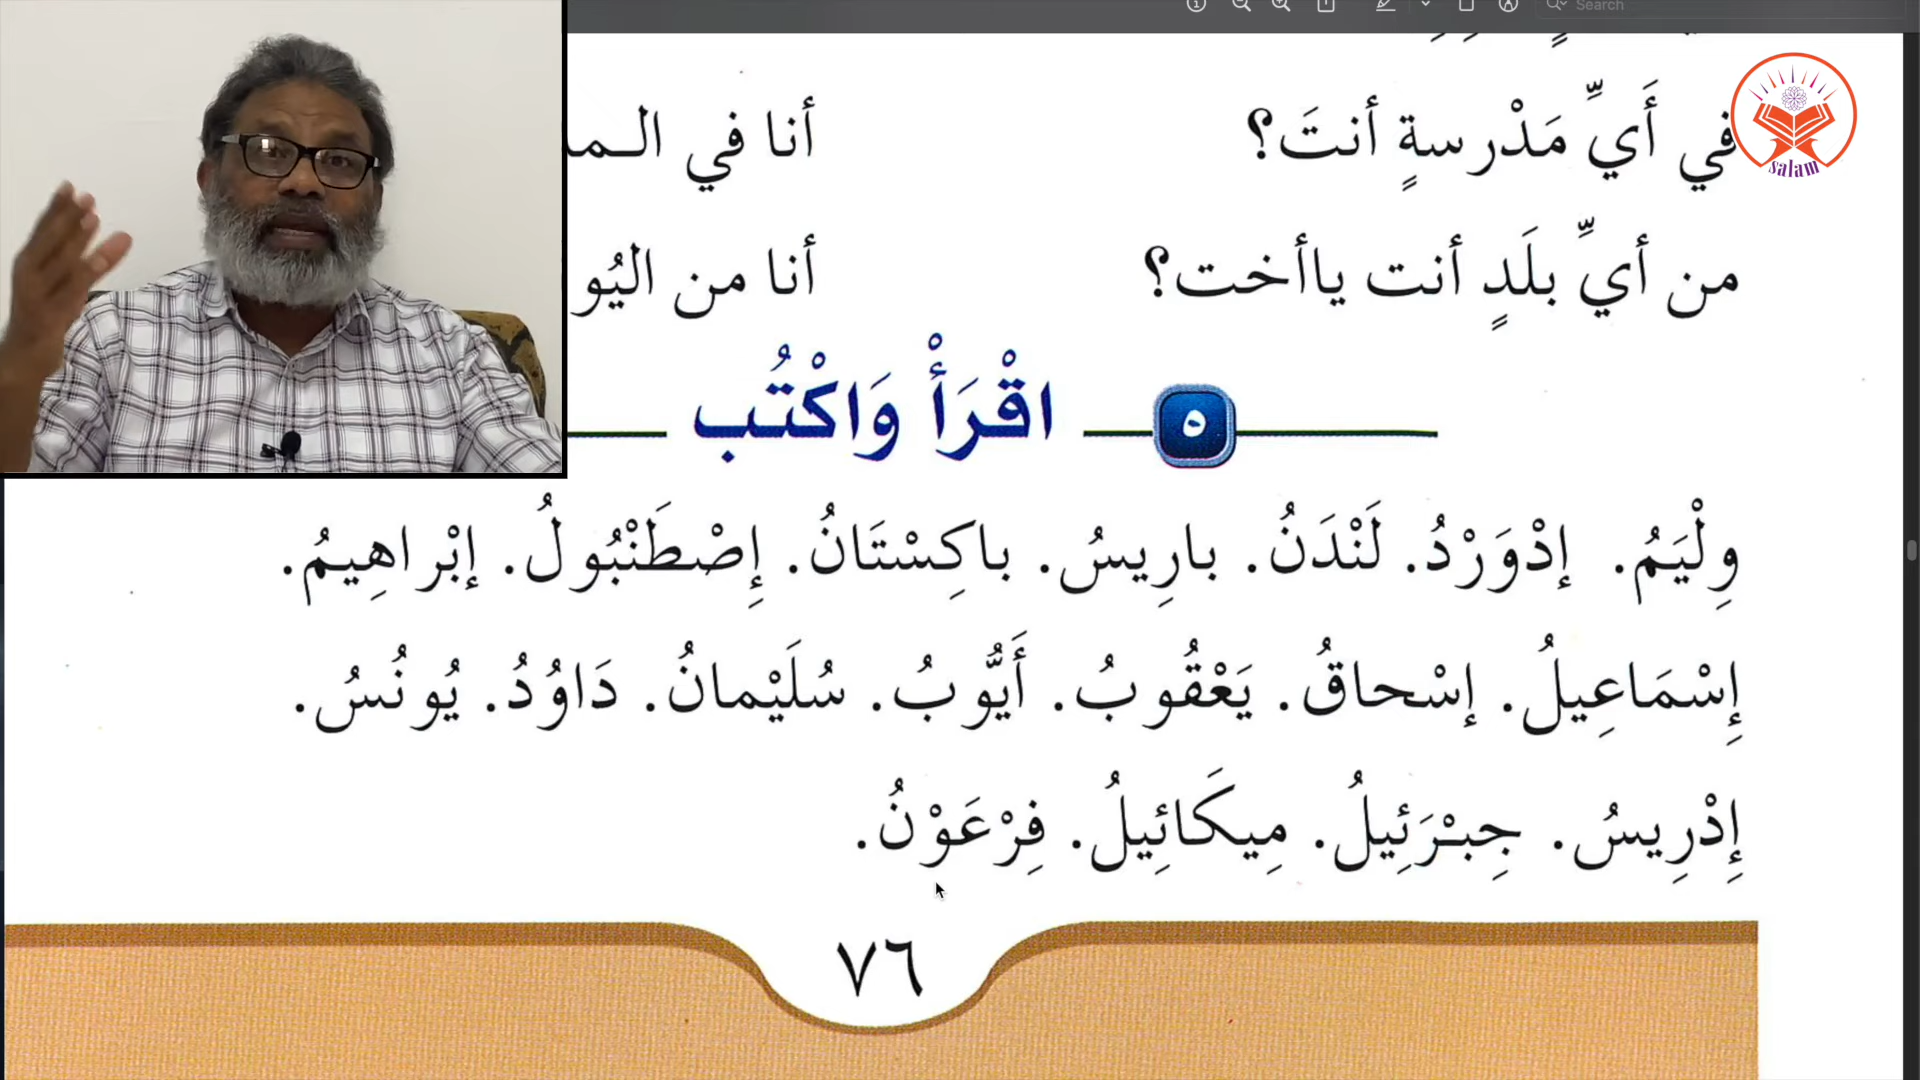 Search
في أَيِّ مَدْرسةٍ أنتَ؟ أنا في
salam
من أيِّ بلَدٍ أنت ياأخت؟ أنا من
٥ اقْرَأْ وَاكْتُب
وِلْيَمُ. إدْوَرْدُ. لَنْدَنُ. بارِيسُ. باكِسْتَانُ. إِصْطَنْبُولُ. إبْراهِيمُ.
إِسْمَاعِيلُ. إسْحاقُ. يَعْقُوبُ. أَيُّوبُ. سُلَيْمانُ. دَاوُدُ. يُونُسُ.
إِدْرِيسُ. جِبْرَئِيلُ. مِيكَائِيلُ. فِرْعَوْنُ.
٧٦